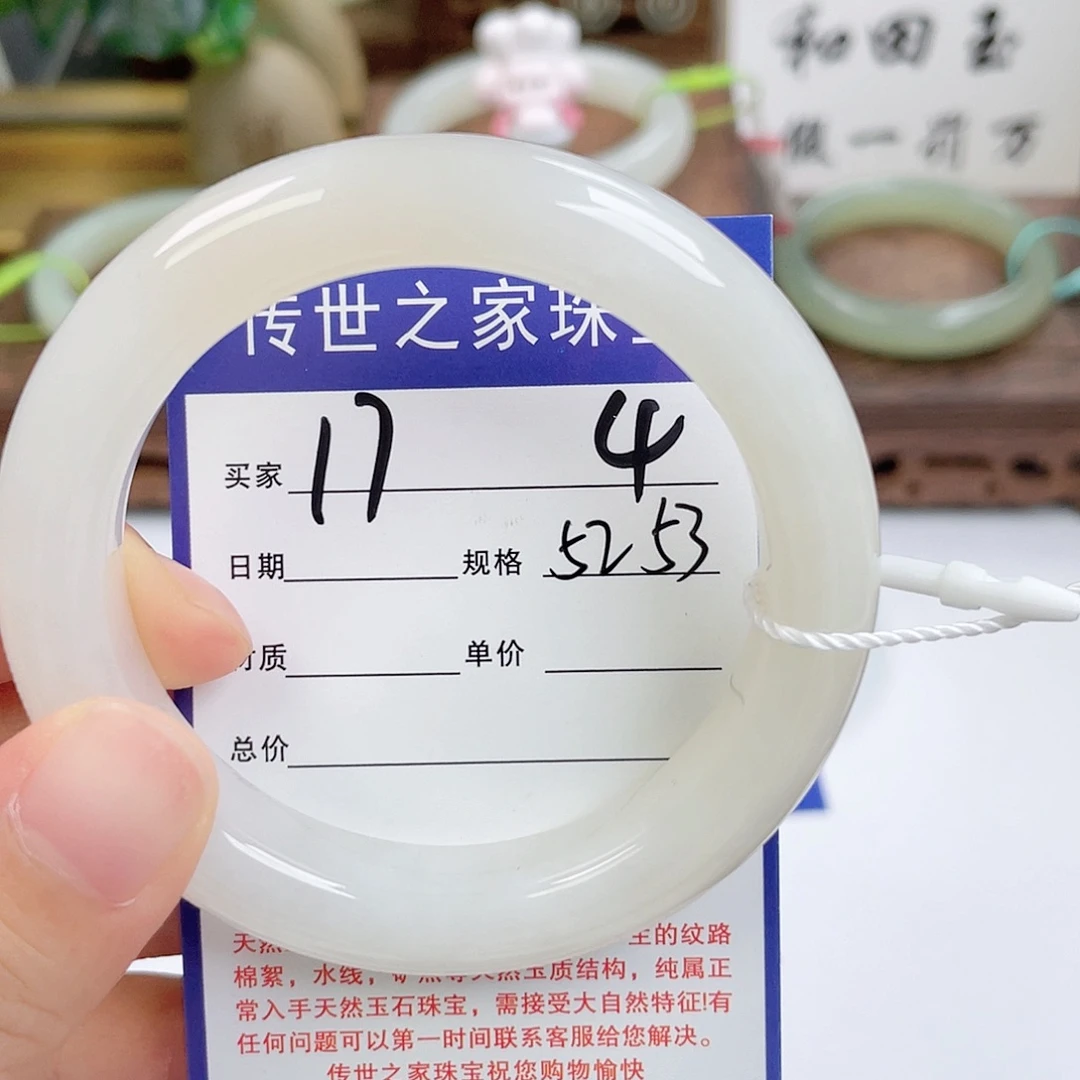 和田玉
假一斤万
传世之家珠
买家 17 4
日期 规格 52 53
质 单价
总价
天然 生的纹路
棉絮，水线，矿点等天然玉质结构，纯属正
常入手天然玉石珠宝，需接受大自然特征!有
任何问题可以第一时间联系客服给您解决。
传世之家珠宝祝您购物愉快